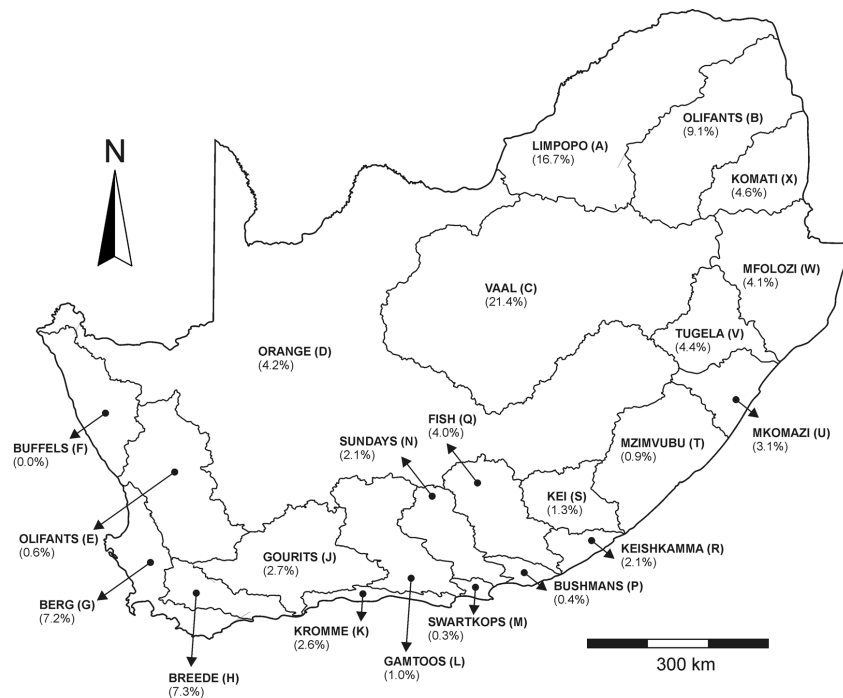 N
OLIFANTS (B)
(9.1%)
LIMPOPO (A)
(16.7%)
KOMATI (X)
(4.6%)
MFOLOZI (W)
(4.1%)
VAAL (C)
(21.4%)
TUGELA (V)
(4.4%)
ORANGE (D)
(4.2%)
FISH (Q)
(4.0%)
SUNDAYS (N)
(2.1%)
MZIMVUBU (T)
(0.9%)
MKOMAZI (U)
(3.1%)
BUFFELS (F)
(0.0%)
KEI (S)
(1.3%)
OLIFANTS (E)
(0.6%)
GOURITS (J)
(2.7%)
KEISHKAMMA (R)
(2.1%)
BUSHMANS (P)
(0.4%)
BERG (G)
(7.2%)
SWARTKOPS (M)
(0.3%)
KROMME (K)
(2.6%)
GAMTOOS (L)
(1.0%)
BREEDE (H)
(7.3%)
300 km